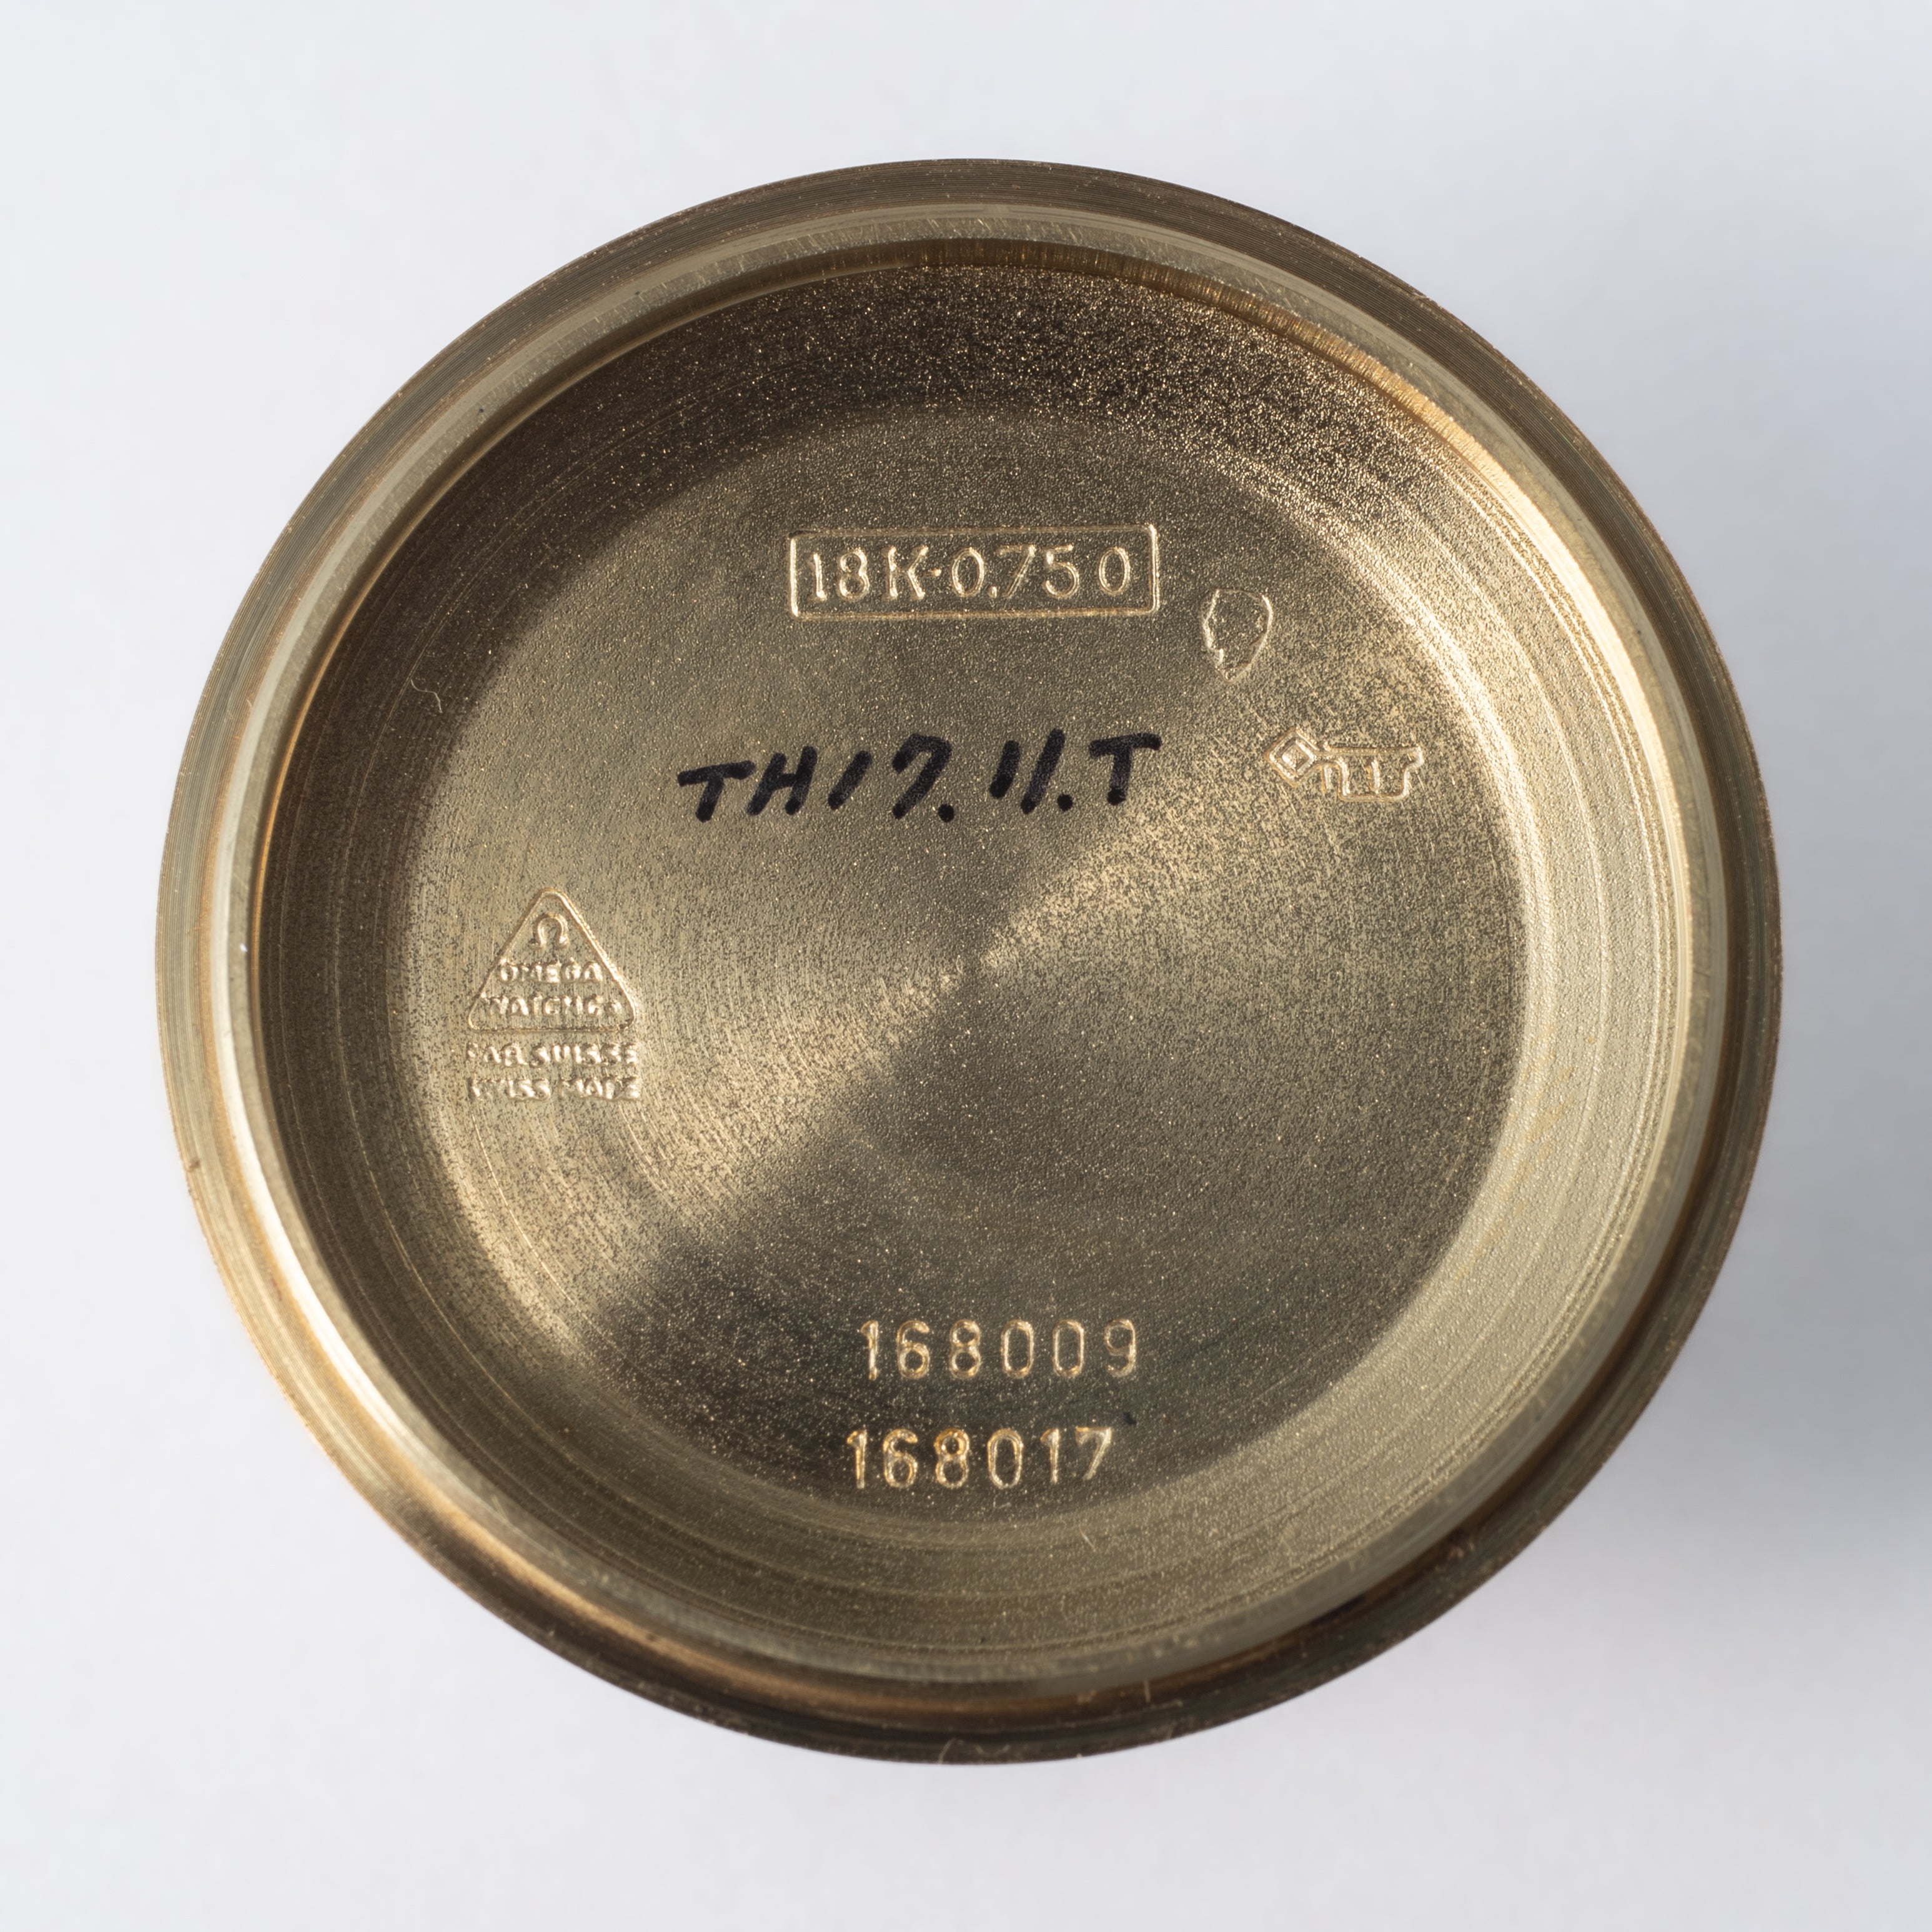 18K·0.750
TH17.11.T
Ω
OMEGA
WATCH Co
FAB.SUISSE
SWISS MADE
168009
168017